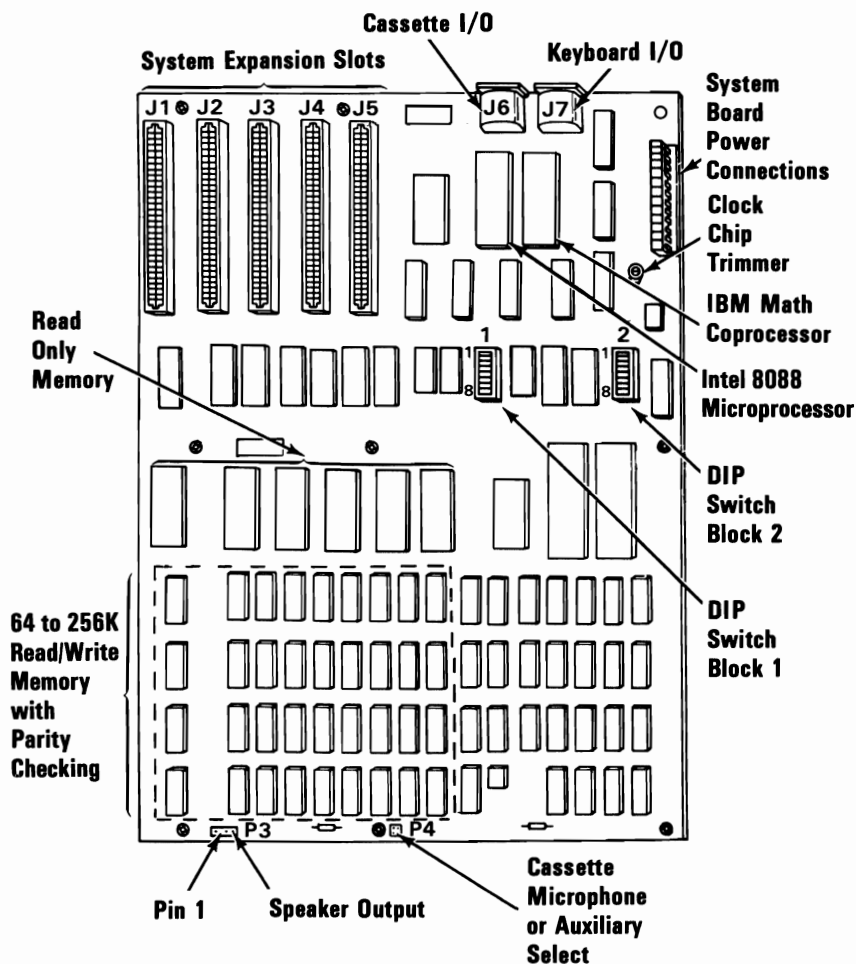 Cassette I/O
Keyboard I/O
System Expansion Slots
System
Board
Power
Connections
J1
J2
J3
J4
J5
J6
J7
Clock
Chip
Trimmer
IBM Math
Coprocessor
Intel 8088
Microprocessor
Read
Only
Memory
1
1
8
2
1
8
DIP
Switch
Block 2
DIP
Switch
Block 1
64 to 256K
Read/Write
Memory
with
Parity
Checking
P3
P4
Pin 1
Speaker Output
Cassette
Microphone
or Auxiliary
Select